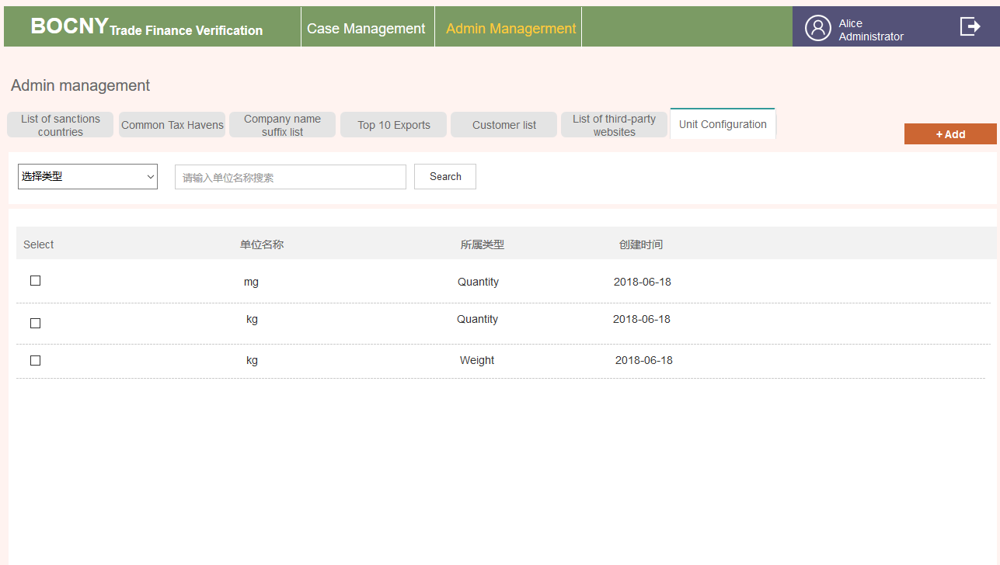 BOCNY Trade Finance Verification
Case Management
Admin Managerment
Alice
Administrator
Admin management
List of sanctions
countries
Common Tax Havens
Company name
suffix list
Top 10 Exports
Customer list
List of third-party
websites
Unit Configuration
+ Add
选择类型
请输入单位名称搜索
Search
Select 单位名称 所属类型 创建时间
mg Quantity 2018-06-18
kg Quantity 2018-06-18
kg Weight 2018-06-18